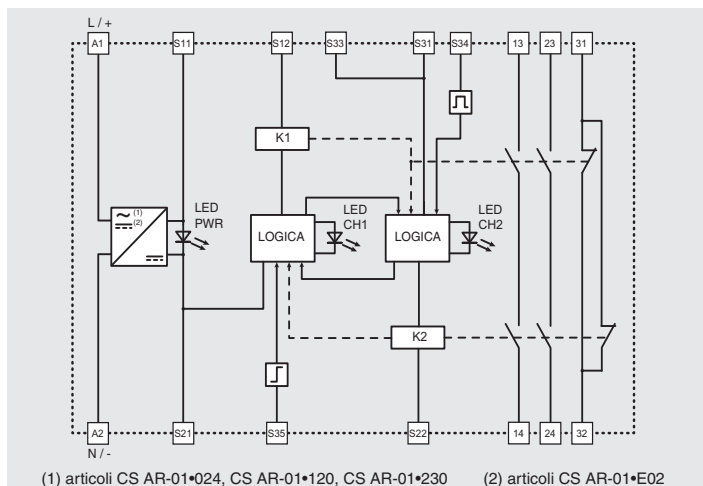 L / +
A1 S11 S12 S33 S31 S34 13 23 31
K1
LED
PWR
(1)
(2)
LOGICA
LED
CH1
LOGICA
LED
CH2
K2
A2 S21 S35 S22 14 24 32
N / -
(1) articoli CS AR-01•024, CS AR-01•120, CS AR-01•230 (2) articoli CS AR-01•E02